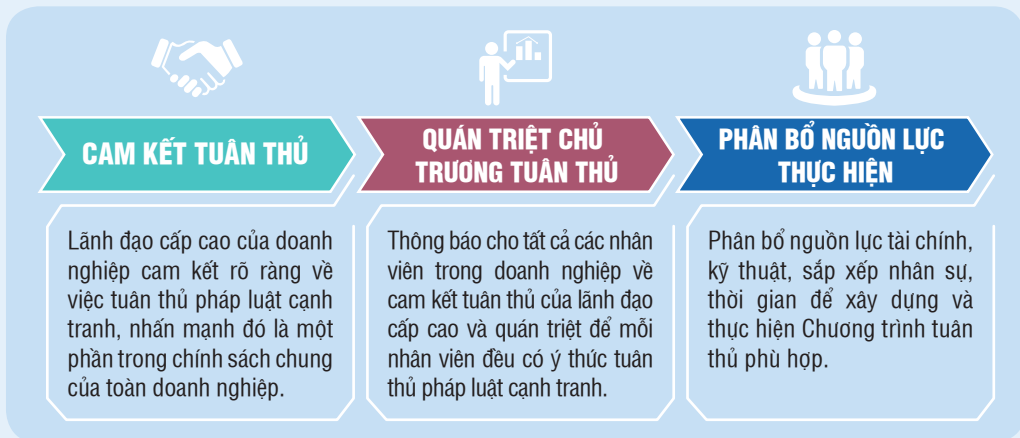 CAM KẾT TUÂN THỦ
Lãnh đạo cấp cao của doanh
nghiệp cam kết rõ ràng về
việc tuân thủ pháp luật cạnh
tranh, nhấn mạnh đó là một
phần trong chính sách chung
của toàn doanh nghiệp.
QUÁN TRIỆT CHỦ
TRƯƠNG TUÂN THỦ
Thông báo cho tất cả các nhân
viên trong doanh nghiệp về
cam kết tuân thủ của lãnh đạo
cấp cao và quán triệt để mỗi
nhân viên đều có ý thức tuân
thủ pháp luật cạnh tranh.
PHÂN BỔ NGUỒN LỰC
THỰC HIỆN
Phân bổ nguồn lực tài chính,
kỹ thuật, sắp xếp nhân sự,
thời gian để xây dựng và
thực hiện Chương trình tuân
thủ phù hợp.